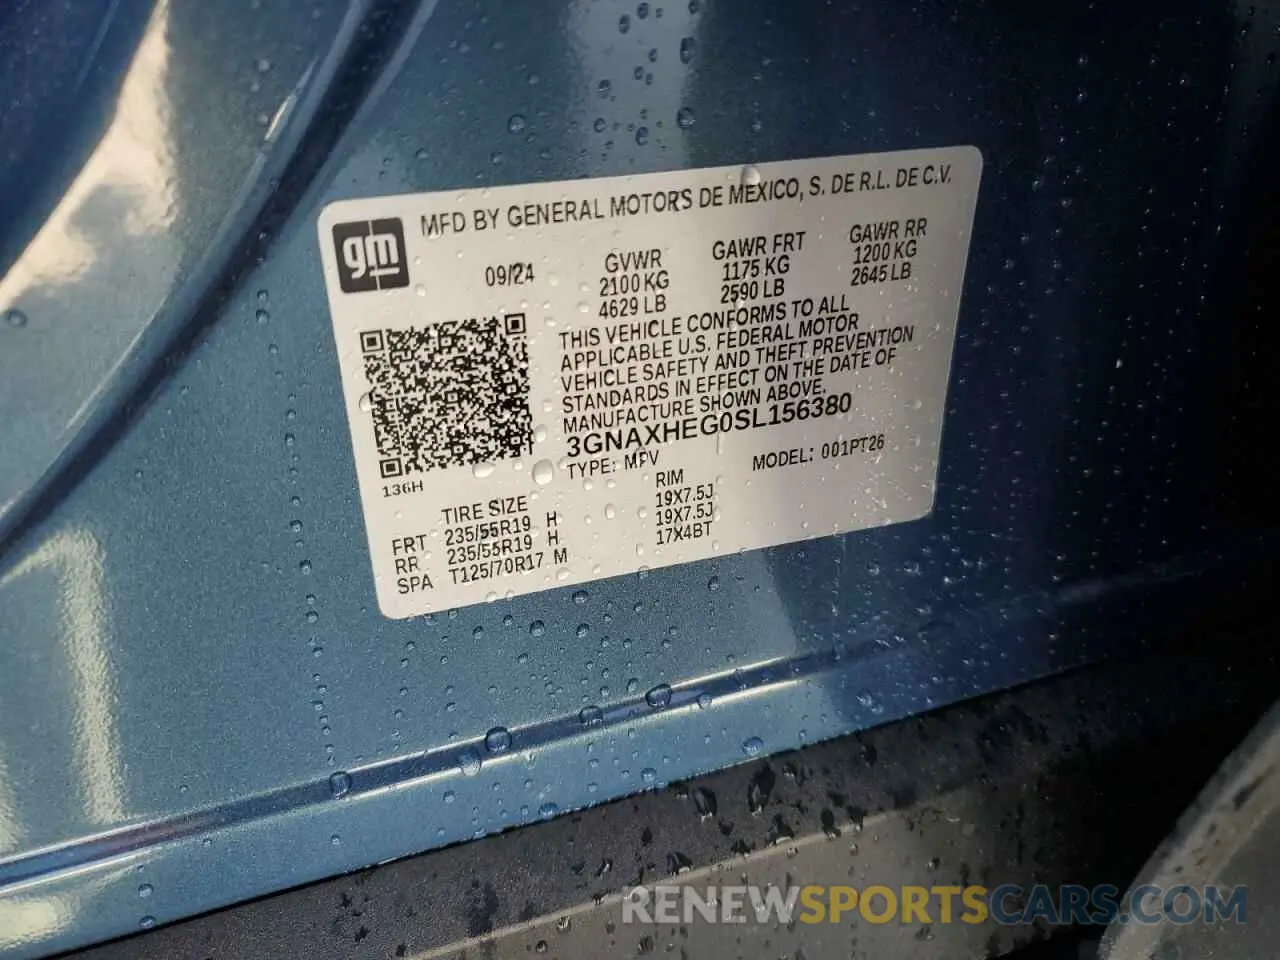 gm
MFD BY GENERAL MOTORS DE MEXICO, S. DE R.L. DE C.V.
09/24
GVWR
2100 KG
4629 LB
GAWR FRT
1175 KG
2590 LB
GAWR RR
1200 KG
2645 LB
THIS VEHICLE CONFORMS TO ALL
APPLICABLE U.S. FEDERAL MOTOR
VEHICLE SAFETY AND THEFT PREVENTION
STANDARDS IN EFFECT ON THE DATE OF
MANUFACTURE SHOWN ABOVE.
3GNAXHEG0SL156380
TYPE: MPV
MODEL: 001PT26
136H
TIRE SIZE
RIM
FRT 235/55R19 H 19X7.5J
RR 235/55R19 H 19X7.5J
SPA T125/70R17 M 17X4BT
RENEWSPORTSCARS.COM